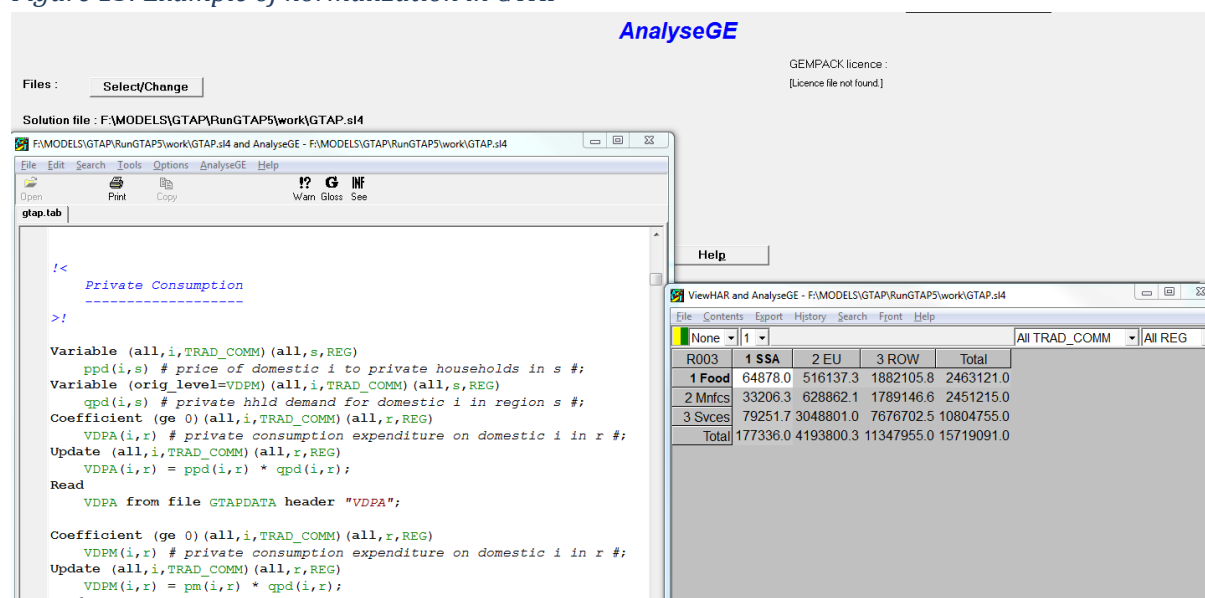 AnalyseGE
GEMPACK licence :
Files : Select/Change [Licence file not found.]
Solution file : F:\MODELS\GTAP\RunGTAP5\work\GTAP.sl4
F:\MODELS\GTAP\RunGTAP5\work\GTAP.sl4 and AnalyseGE - F:\MODELS\GTAP\RunGTAP5\work\GTAP.sl4
File Edit Search Tools Options AnalyseGE Help
!? G INF
Open Print Copy Warn Gloss See
gtap.tab
!<
Private Consumption
-------------------
>!
Variable (all,i,TRAD_COMM)(all,s,REG)
ppd(i,s) # price of domestic i to private households in s #;
Variable (orig_level=VDPM)(all,i,TRAD_COMM)(all,s,REG)
qpd(i,s) # private hhld demand for domestic i in region s #;
Coefficient (ge 0)(all,i,TRAD_COMM)(all,r,REG)
VDPA(i,r) # private consumption expenditure on domestic i in r #;
Update (all,i,TRAD_COMM)(all,r,REG)
VDPA(i,r) = ppd(i,r) * qpd(i,r);
Read
VDPA from file GTAPDATA header "VDPA";
Coefficient (ge 0)(all,i,TRAD_COMM)(all,r,REG)
VDPM(i,r) # private consumption expenditure on domestic i in r #;
Update (all,i,TRAD_COMM)(all,r,REG)
VDPM(i,r) = pm(i,r) * qpd(i,r);
Help
ViewHAR and AnalyseGE - F:\MODELS\GTAP\RunGTAP5\work\GTAP.sl4
File Contents Export History Search Front Help
None 1 All TRAD_COMM All REG
R003 1 SSA 2 EU 3 ROW Total
1 Food 64878.0 516137.3 1882105.8 2463121.0
2 Mnfcs 33206.3 628862.1 1789146.6 2451215.0
3 Svces 79251.7 3048801.0 7676702.5 10804755.0
Total 177336.0 4193800.3 11347955.0 15719091.0